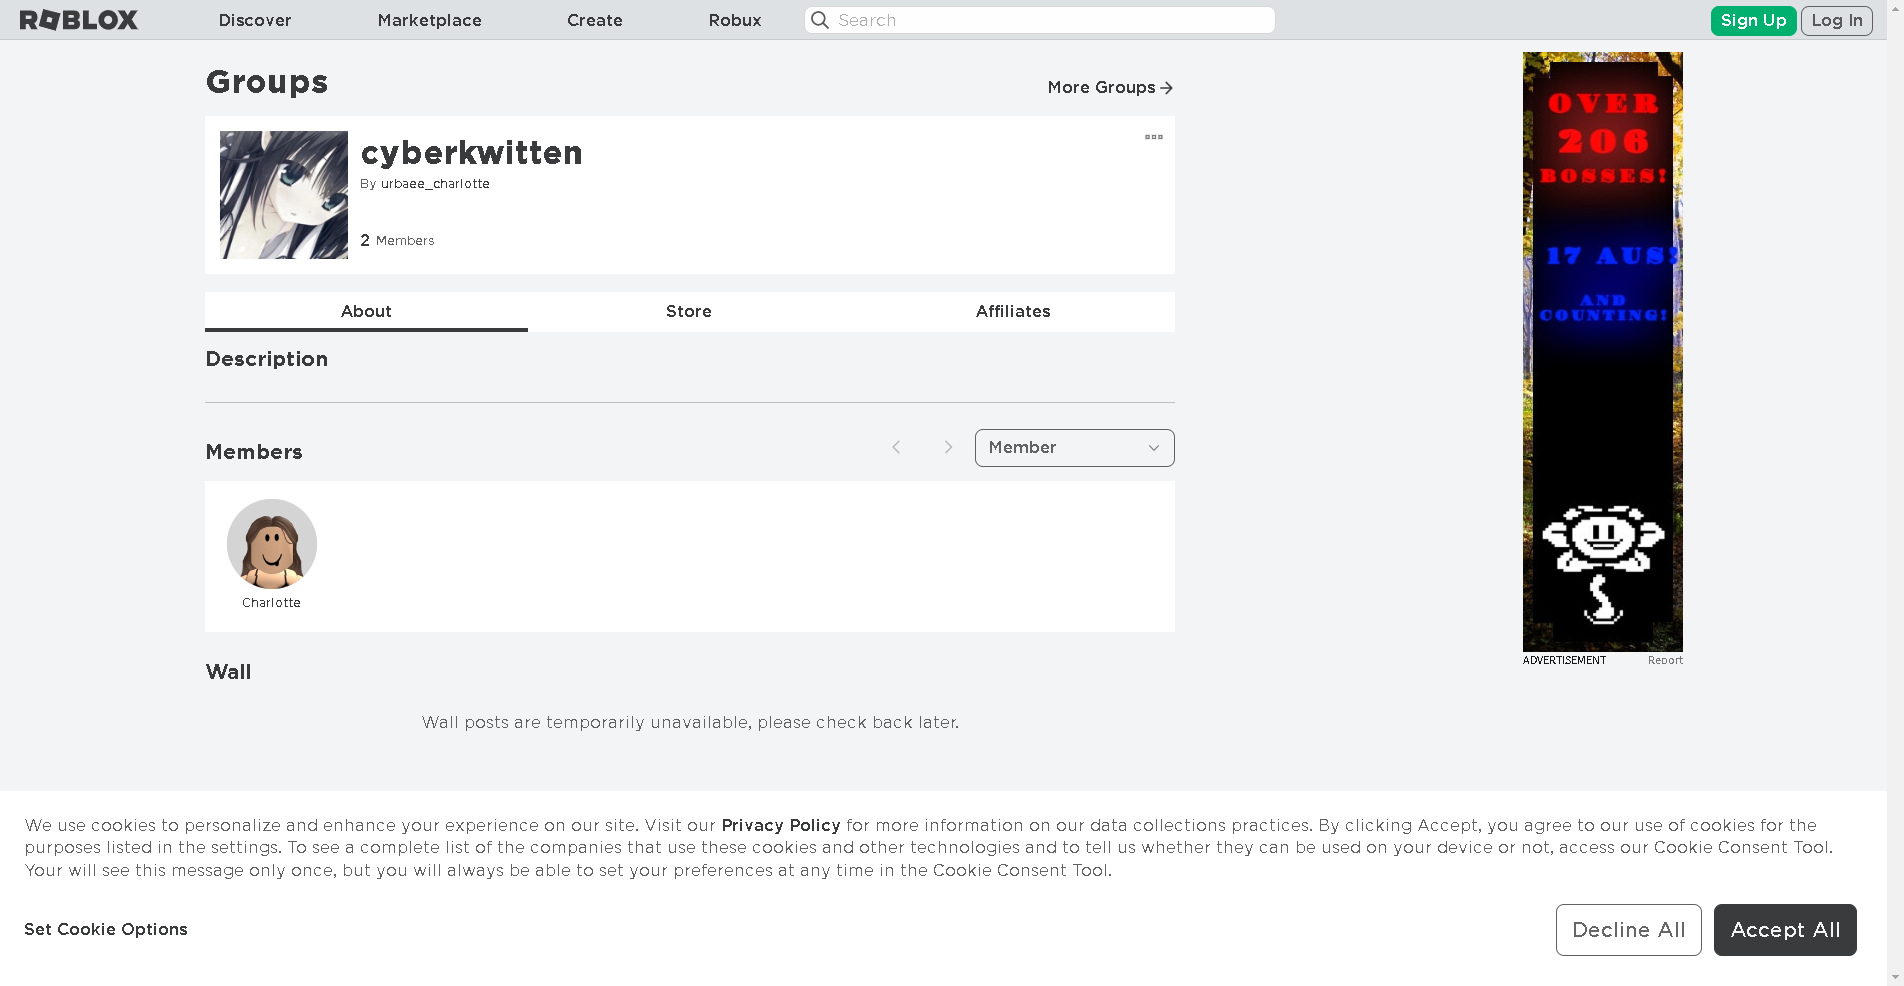 ROBLOX
Discover
Marketplace
Create
Robux
Search
Sign Up
Log In
Groups
More Groups
cyberkwitten
By urbaee_charlotte
2 Members
About
Store
Affiliates
Description
Members
Member
Charlotte
Wall
Wall posts are temporarily unavailable, please check back later.
OVER
206
BOSSES!
17 AUS!
AND
COUNTING!
ADVERTISEMENT
Report
We use cookies to personalize and enhance your experience on our site. Visit our Privacy Policy for more information on our data collections practices. By clicking Accept, you agree to our use of cookies for the
purposes listed in the settings. To see a complete list of the companies that use these cookies and other technologies and to tell us whether they can be used on your device or not, access our Cookie Consent Tool.
Your will see this message only once, but you will always be able to set your preferences at any time in the Cookie Consent Tool.
Set Cookie Options
Decline All
Accept All